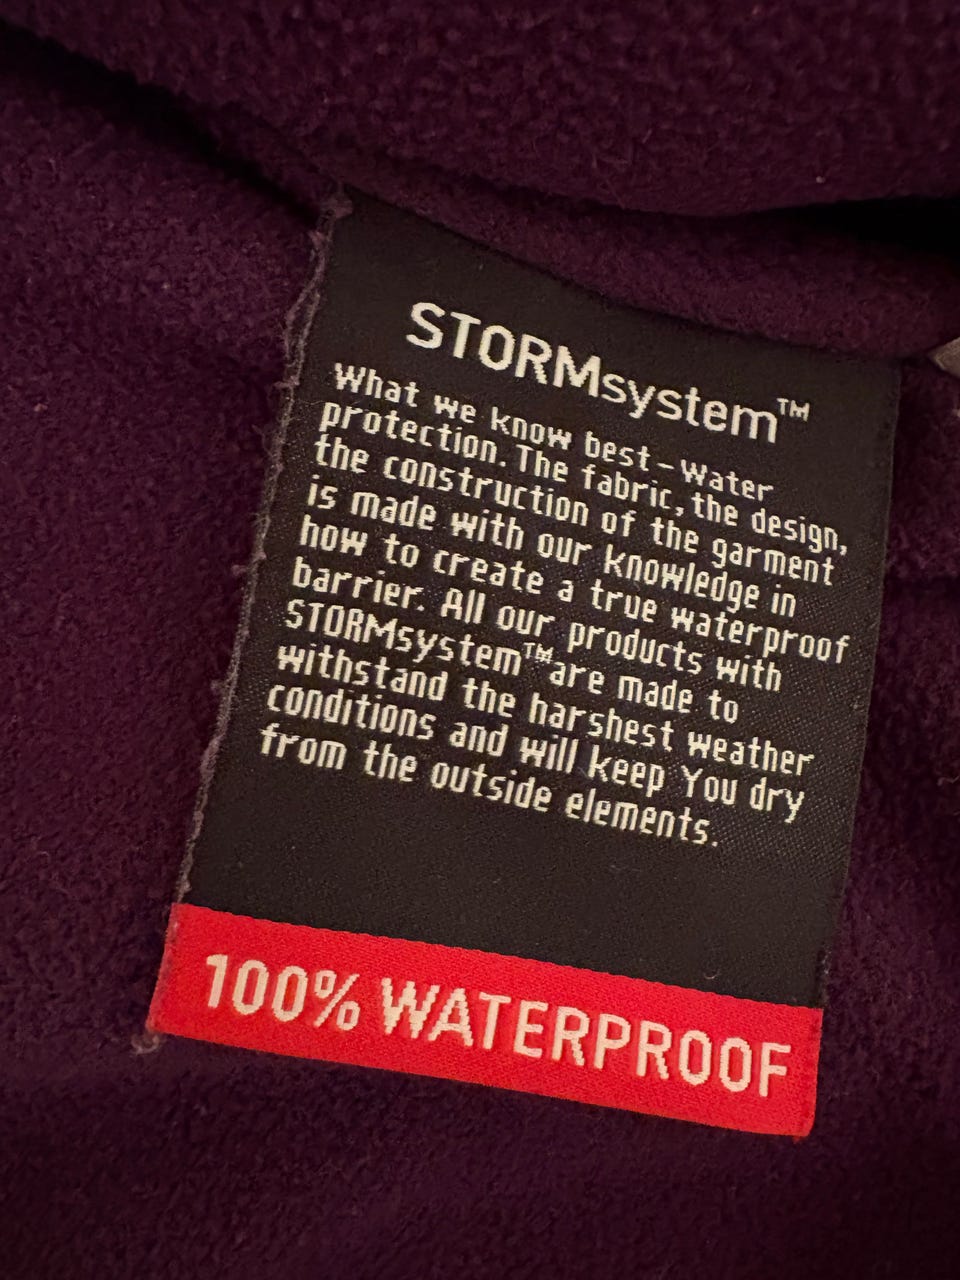 STORMsystem™
What we know best - Water
protection. The fabric, the design,
the construction of the garment
is made with our knowledge in
how to create a true waterproof
barrier. All our products with
STORMsystem™ are made to
withstand the harshest weather
conditions and will keep You dry
from the outside elements.
100% WATERPROOF